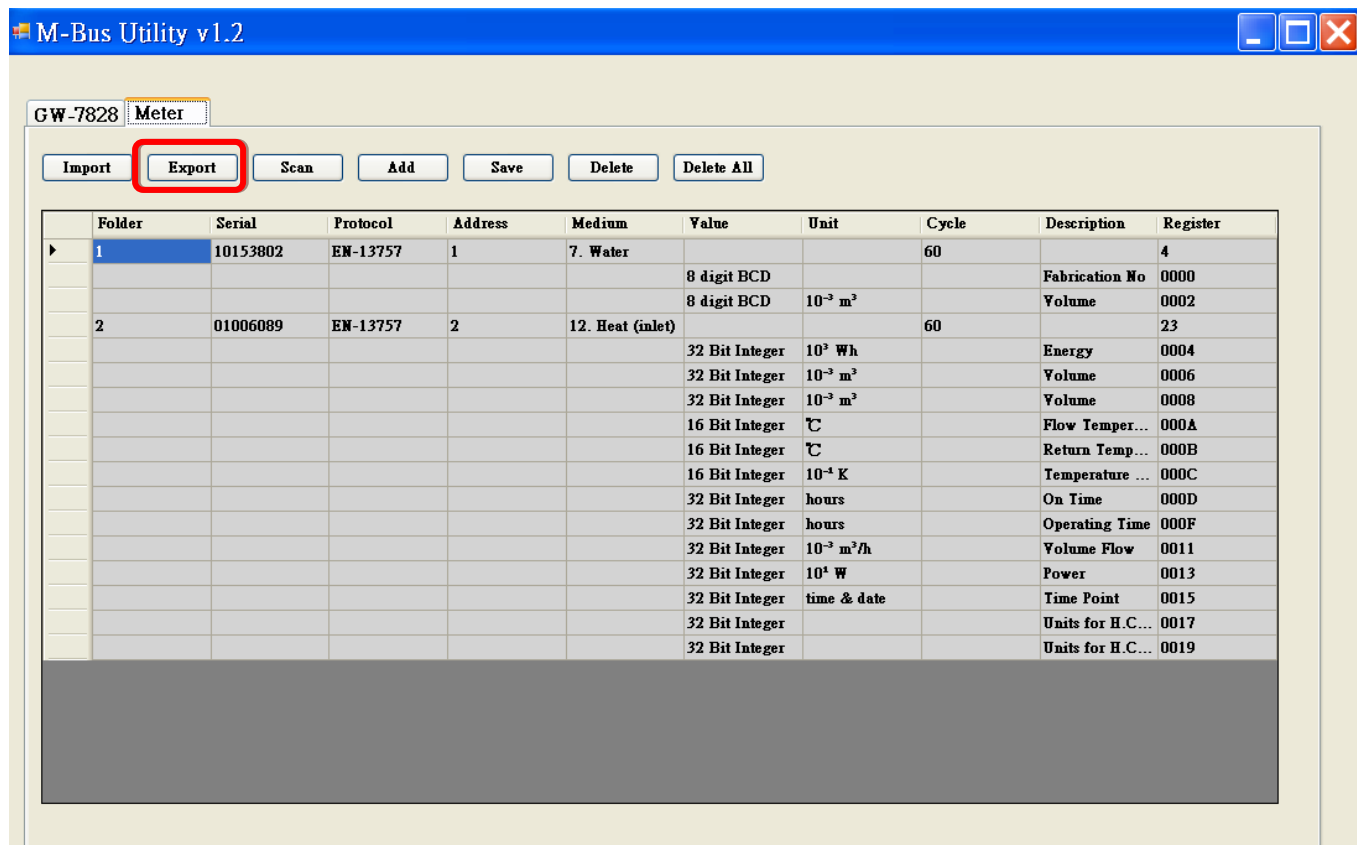 M-Bus Utility v1.2
GW-7828 Meter
Import Export Scan Add Save Delete Delete All
Folder Serial Protocol Address Medium Value Unit Cycle Description Register
1 10153802 EN-13757 1 7. Water 60 4
8 digit BCD Fabrication No 0000
8 digit BCD 10⁻³ m³ Volume 0002
2 01006089 EN-13757 2 12. Heat (inlet) 60 23
32 Bit Integer 10³ Wh Energy 0004
32 Bit Integer 10⁻³ m³ Volume 0006
32 Bit Integer 10⁻³ m³ Volume 0008
16 Bit Integer ℃ Flow Temper... 000A
16 Bit Integer ℃ Return Temp... 000B
16 Bit Integer 10⁻¹ K Temperature ... 000C
32 Bit Integer hours On Time 000D
32 Bit Integer hours Operating Time 000F
32 Bit Integer 10⁻³ m³/h Volume Flow 0011
32 Bit Integer 10¹ W Power 0013
32 Bit Integer time & date Time Point 0015
32 Bit Integer Units for H.C... 0017
32 Bit Integer Units for H.C... 0019